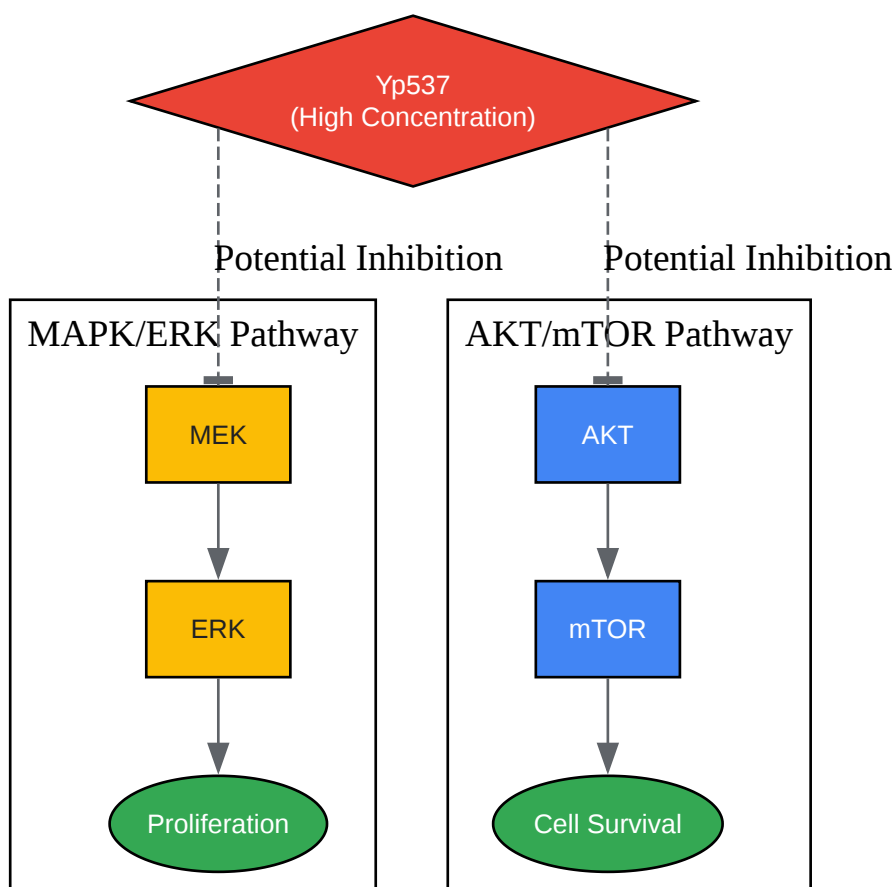 Yp537
(High Concentration)
Potential Inhibition
Potential Inhibition
MAPK/ERK Pathway
AKT/mTOR Pathway
MEK
AKT
ERK
mTOR
Proliferation
Cell Survival